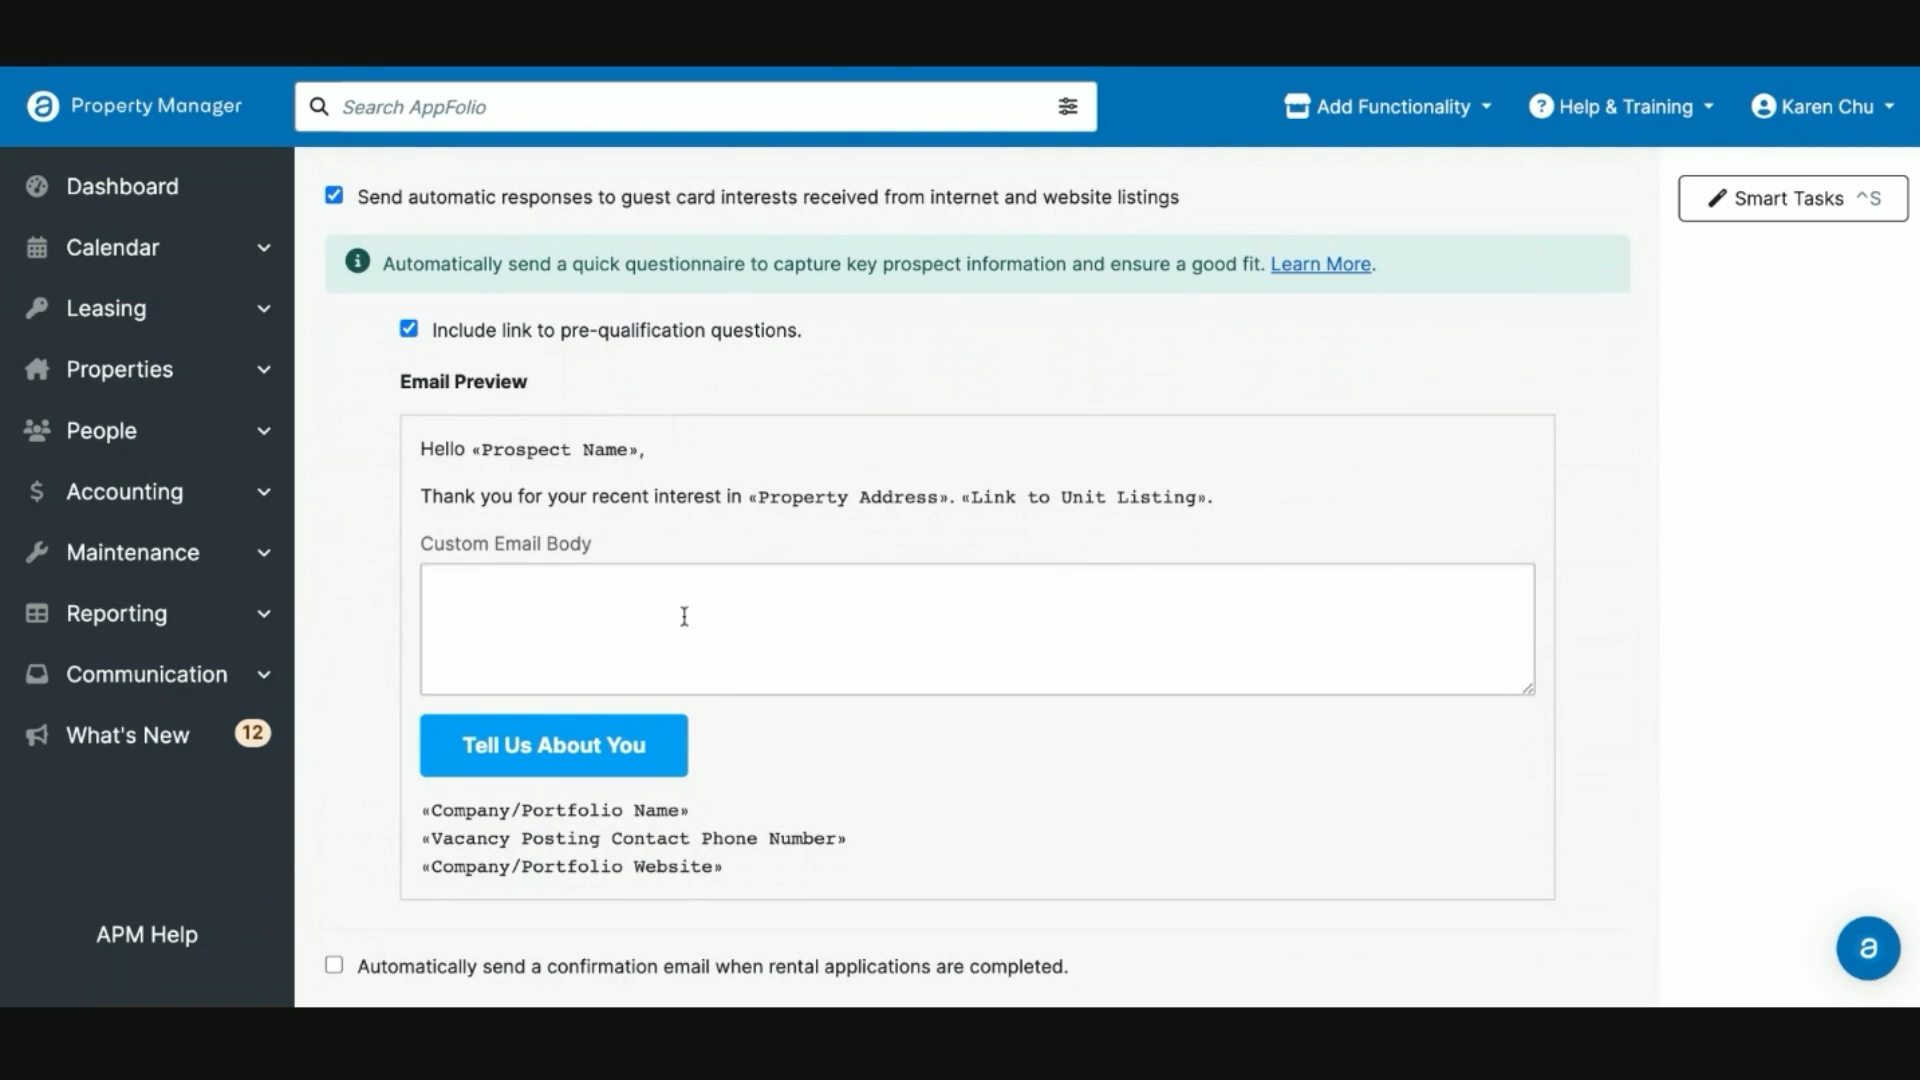 Property Manager
Search AppFolio
Add Functionality
? Help & Training
Karen Chu
Dashboard
Calendar
Leasing
Properties
People
Accounting
Maintenance
Reporting
Communication
What's New 12
APM Help
Send automatic responses to guest card interests received from internet and website listings
Automatically send a quick questionnaire to capture key prospect information and ensure a good fit. Learn More.
Include link to pre-qualification questions.
Email Preview
Hello «Prospect Name»,
Thank you for your recent interest in «Property Address». «Link to Unit Listing».
Custom Email Body
Tell Us About You
«Company/Portfolio Name»
«Vacancy Posting Contact Phone Number»
«Company/Portfolio Website»
Automatically send a confirmation email when rental applications are completed.
Smart Tasks ^S
a